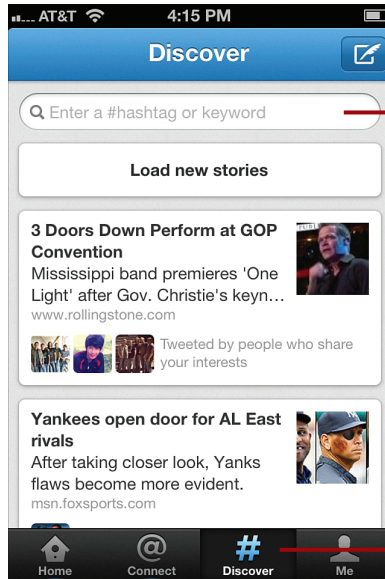 AT&T 4:15 PM
Discover
Enter a #hashtag or keyword
Load new stories
3 Doors Down Perform at GOP
Convention
Mississippi band premieres 'One
Light' after Gov. Christie's keyn…
www.rollingstone.com
Tweeted by people who share
your interests
Yankees open door for AL East
rivals
After taking closer look, Yanks
flaws become more evident.
msn.foxsports.com
Home Connect Discover Me